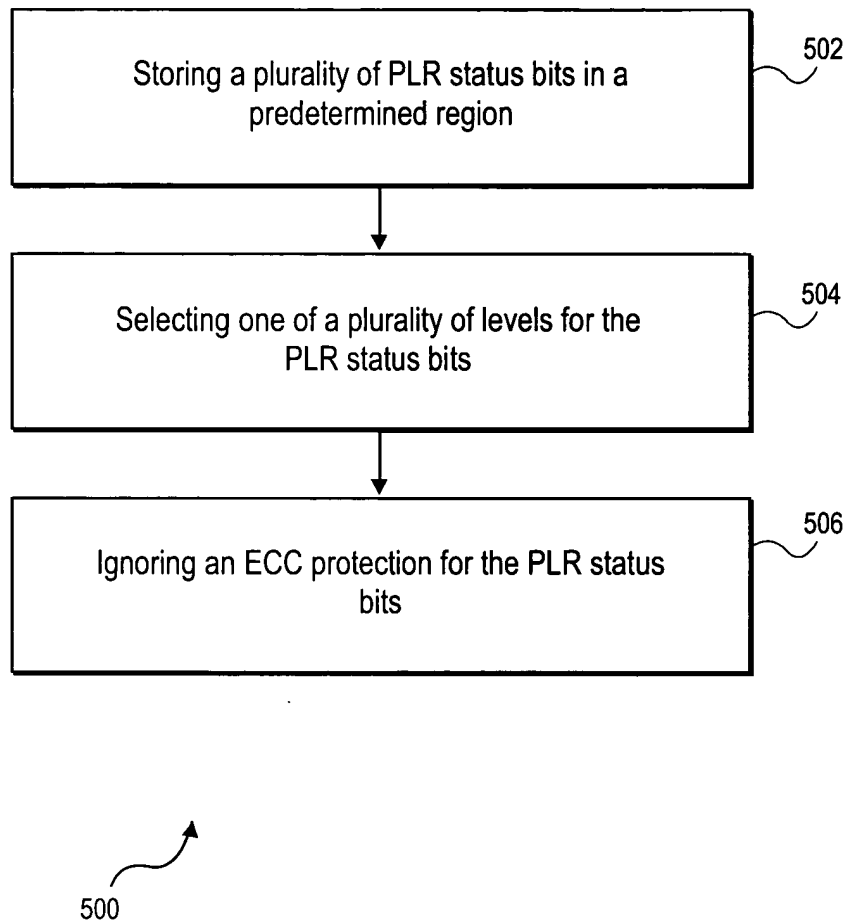 Storing a plurality of PLR status bits in a
predetermined region
502
Selecting one of a plurality of levels for the
PLR status bits
504
Ignoring an ECC protection for the PLR status
bits
506
500